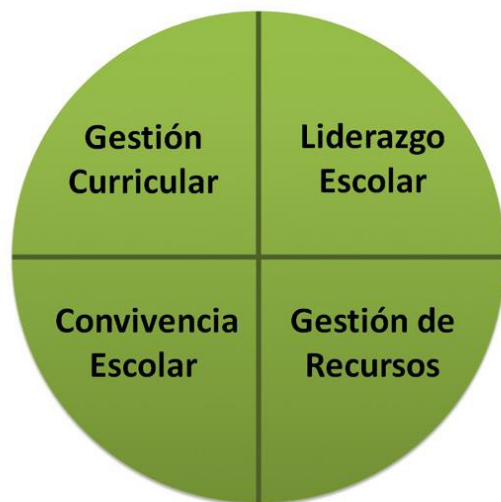 Gestión
Curricular
Liderazgo
Escolar
Convivencia
Escolar
Gestión de
Recursos